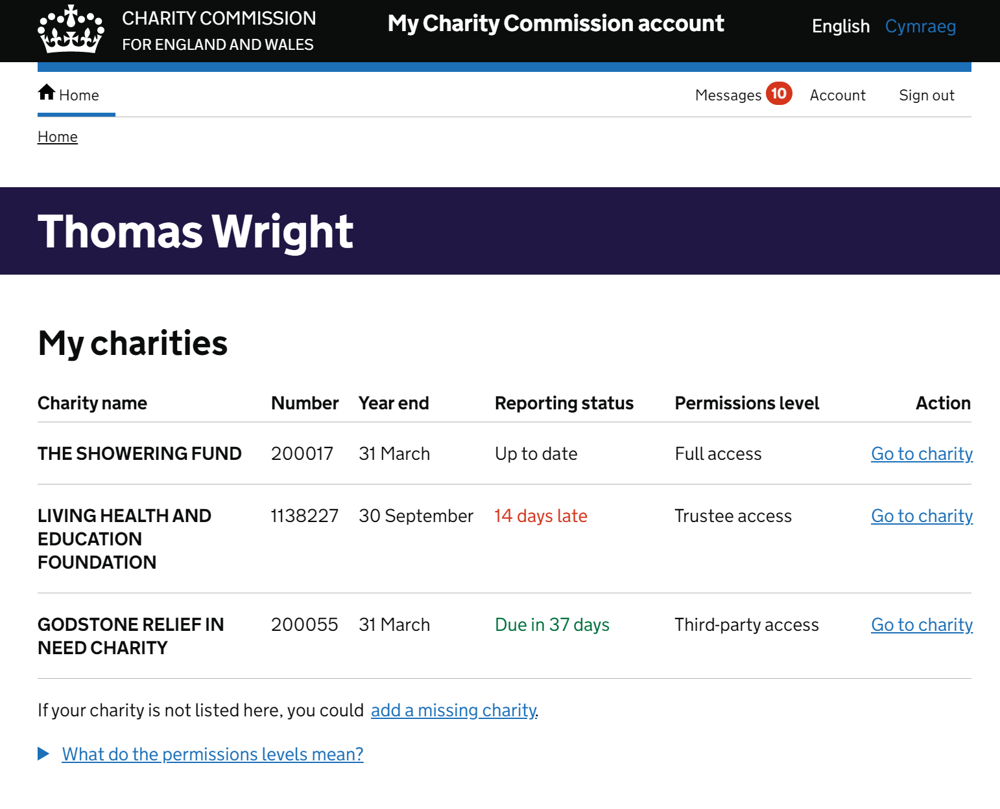 CHARITY COMMISSION
FOR ENGLAND AND WALES
My Charity Commission account
English Cymraeg
Home
Messages 10 Account Sign out
Home
Thomas Wright
My charities
Charity name Number Year end Reporting status Permissions level Action
THE SHOWERING FUND 200017 31 March Up to date Full access Go to charity
LIVING HEALTH AND 1138227 30 September 14 days late Trustee access Go to charity
EDUCATION
FOUNDATION
GODSTONE RELIEF IN 200055 31 March Due in 37 days Third-party access Go to charity
NEED CHARITY
If your charity is not listed here, you could add a missing charity.
What do the permissions levels mean?